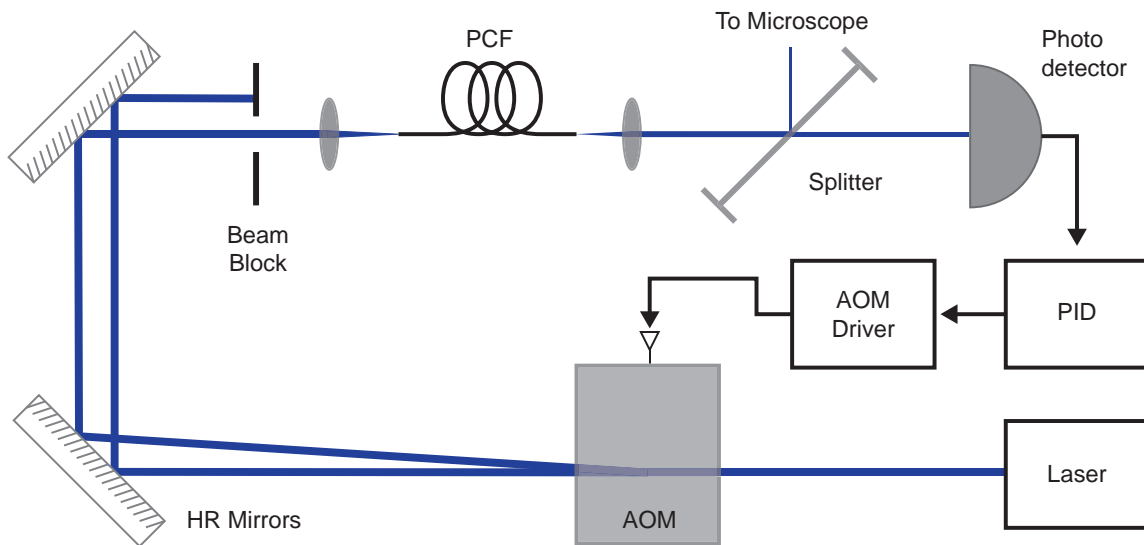 To Microscope
PCF
Photo
detector
Splitter
Beam
Block
AOM
Driver
PID
Laser
HR Mirrors
AOM